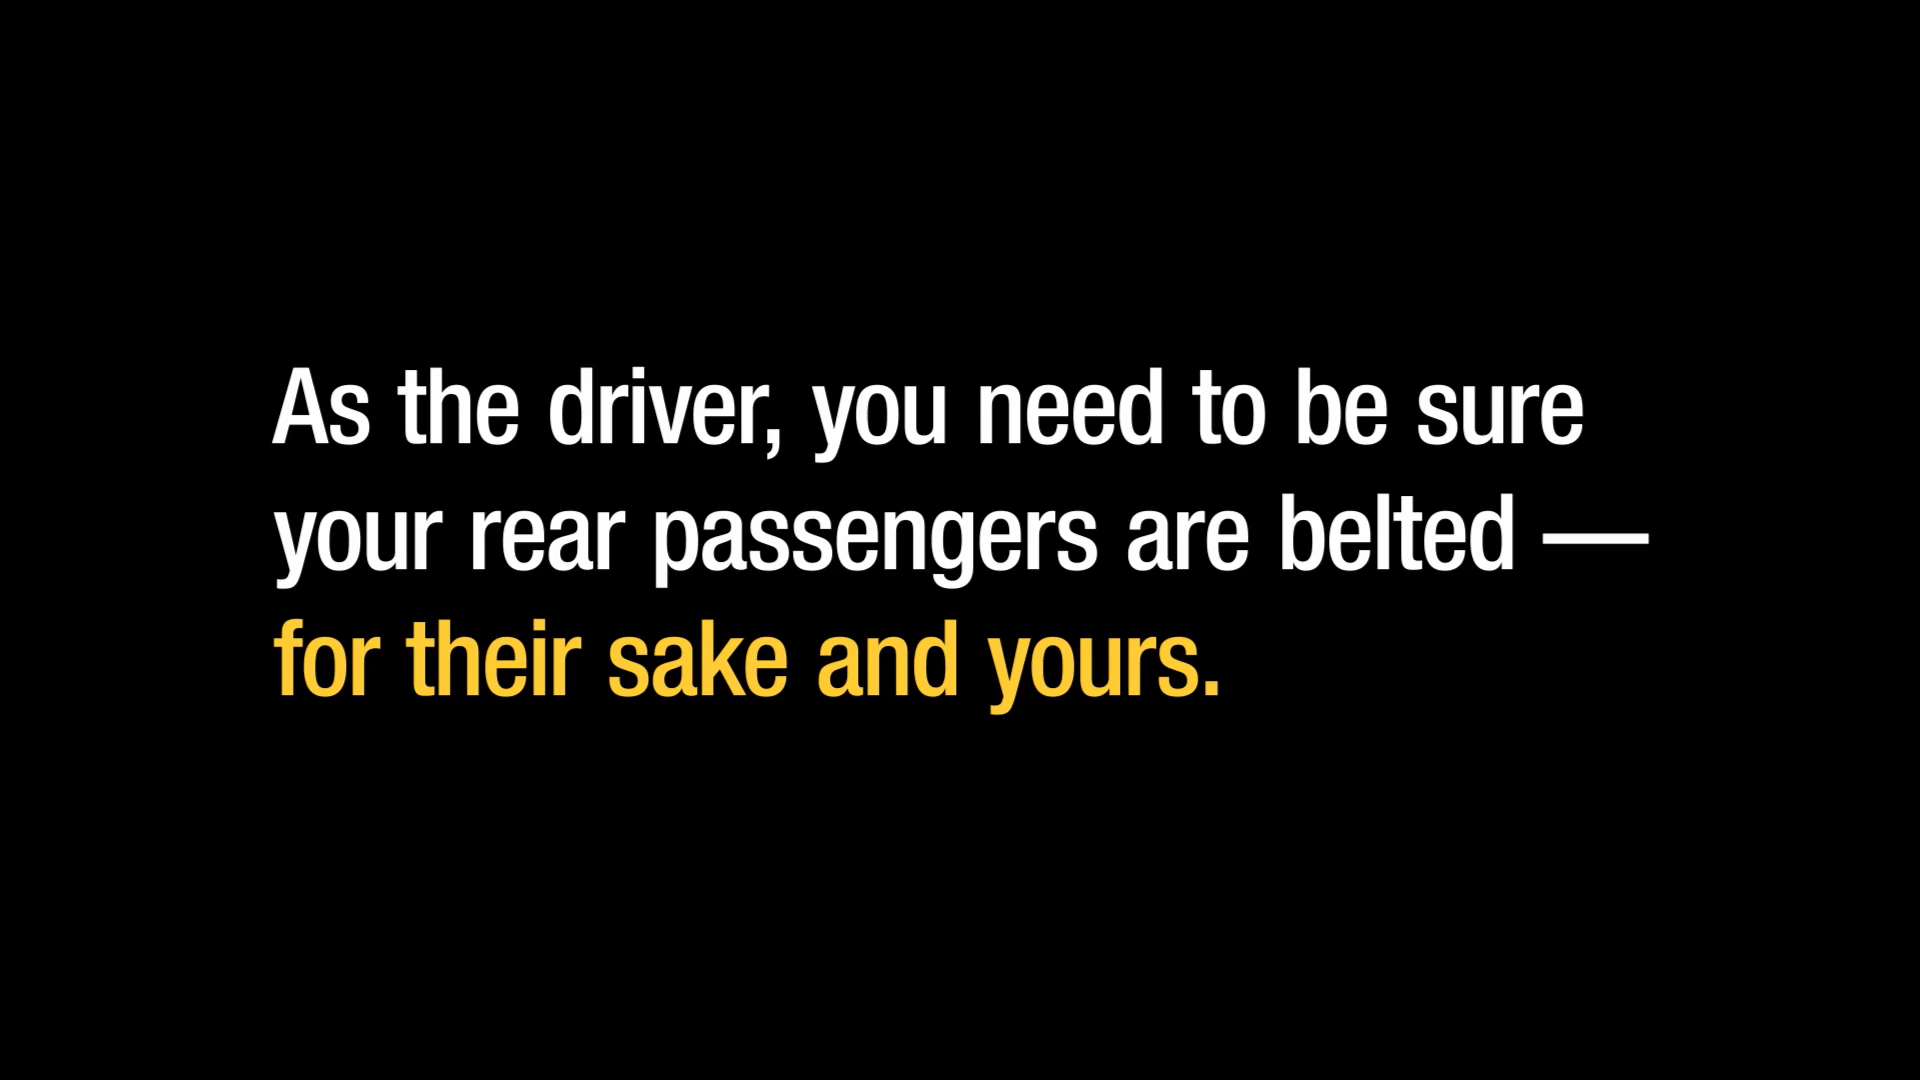 As the driver, you need to be sure
your rear passengers are belted —
for their sake and yours.